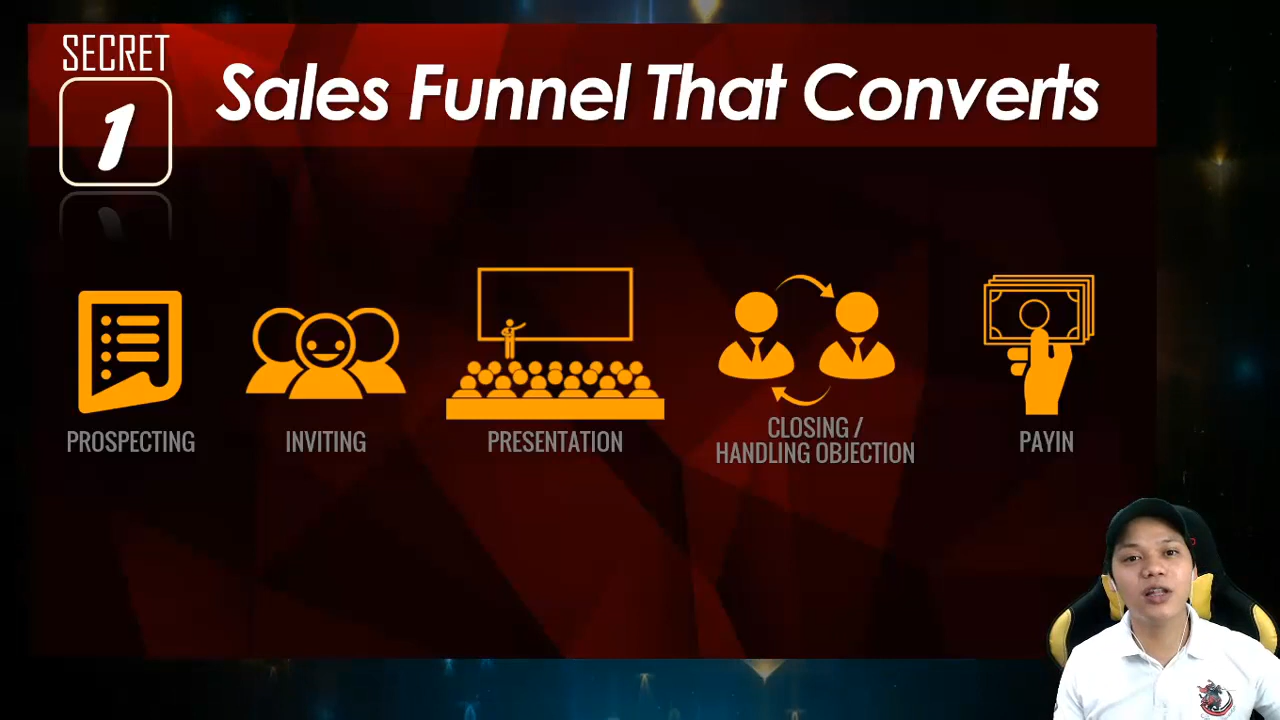 SECRET
1
Sales Funnel That Converts
PROSPECTING
INVITING
PRESENTATION
CLOSING /
HANDLING OBJECTION
PAYIN